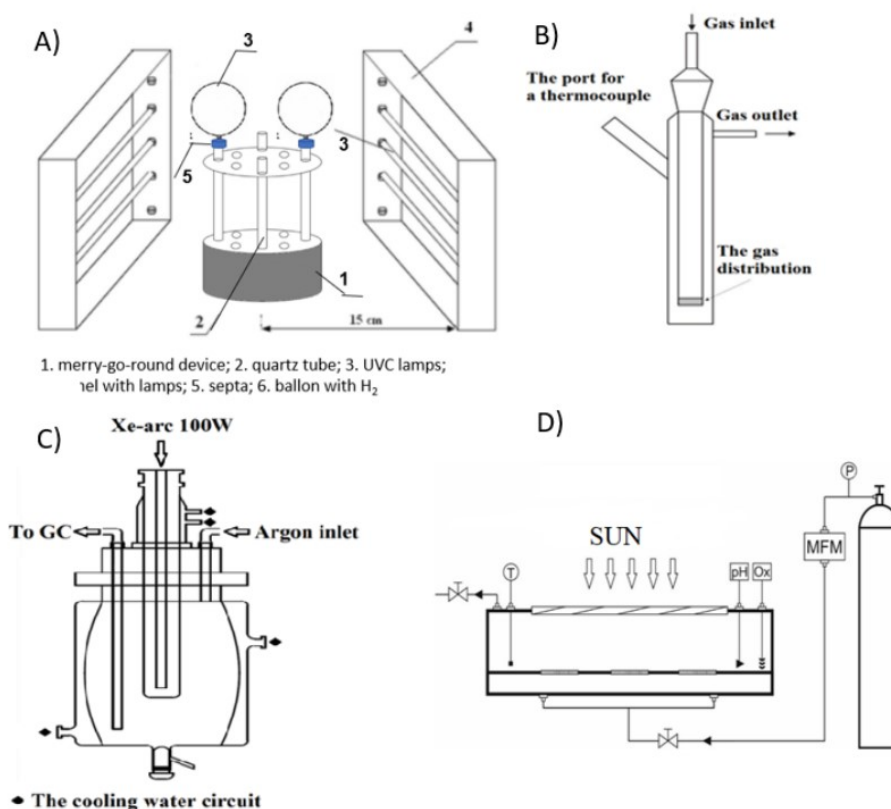 A)
3
4
3
5
1
2
15 cm
1. merry-go-round device; 2. quartz tube; 3. UVC lamps;
nel with lamps; 5. septa; 6. ballon with H₂
B)
Gas inlet
The port for
a thermocouple
Gas outlet
The gas
distribution
C)
Xe-arc 100W
To GC
Argon inlet
The cooling water circuit
D)
P
MFM
SUN
T
pH
Ox